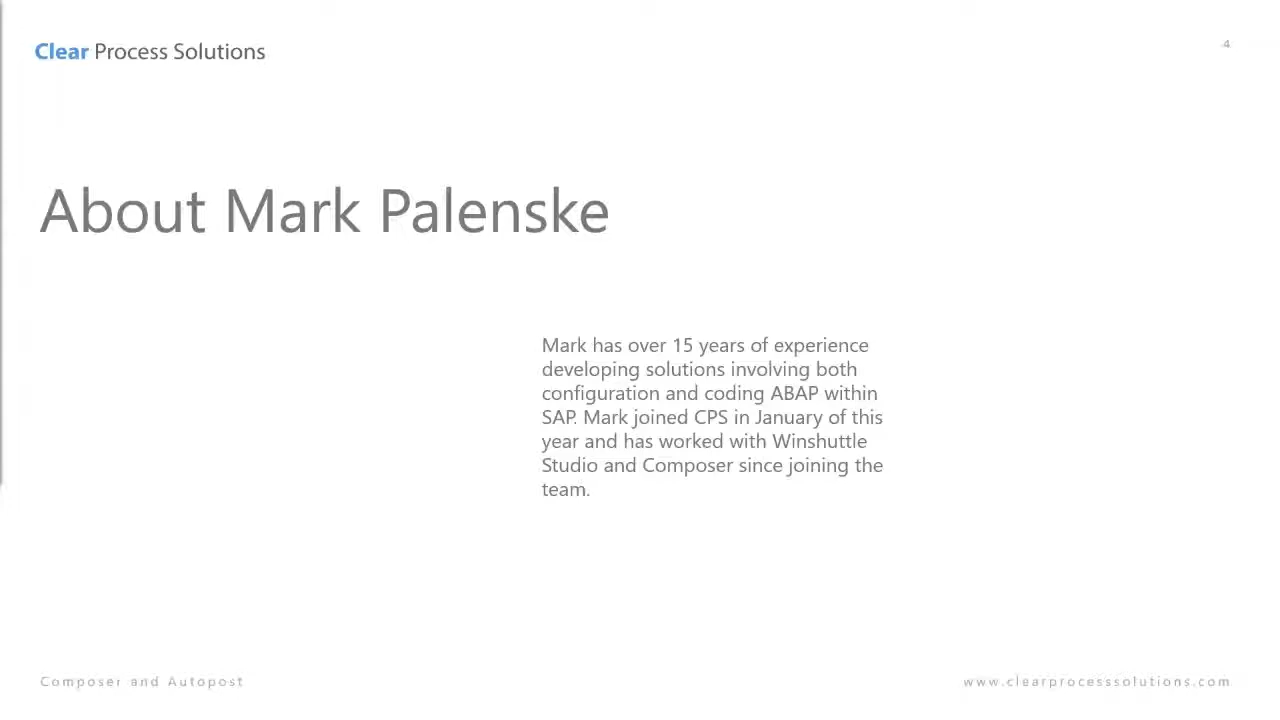 Clear Process Solutions
4
About Mark Palenske
Mark has over 15 years of experience
developing solutions involving both
configuration and coding ABAP within
SAP. Mark joined CPS in January of this
year and has worked with Winshuttle
Studio and Composer since joining the
team.
Composer and Autopost
www.clearprocesssolutions.com